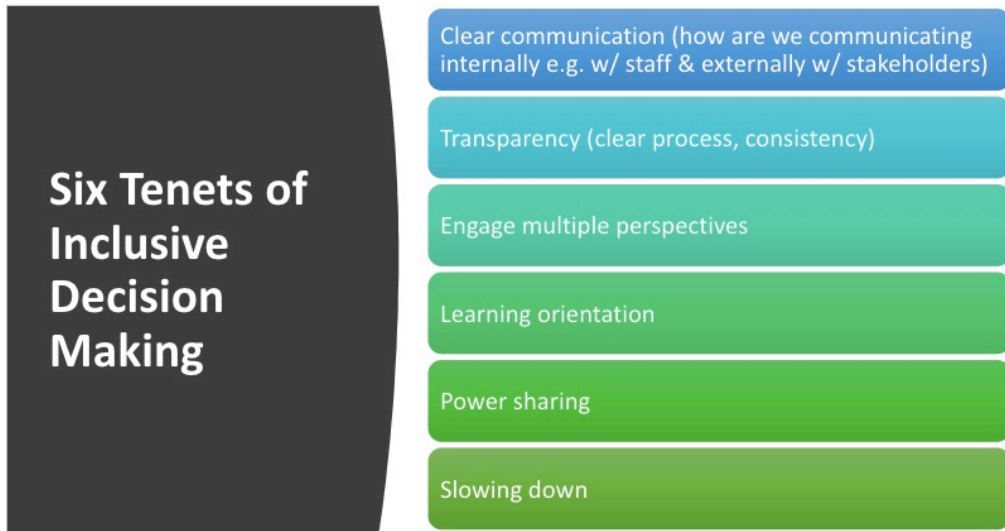 Six Tenets of
Inclusive
Decision
Making
Clear communication (how are we communicating
internally e.g. w/ staff & externally w/ stakeholders)
Transparency (clear process, consistency)
Engage multiple perspectives
Learning orientation
Power sharing
Slowing down